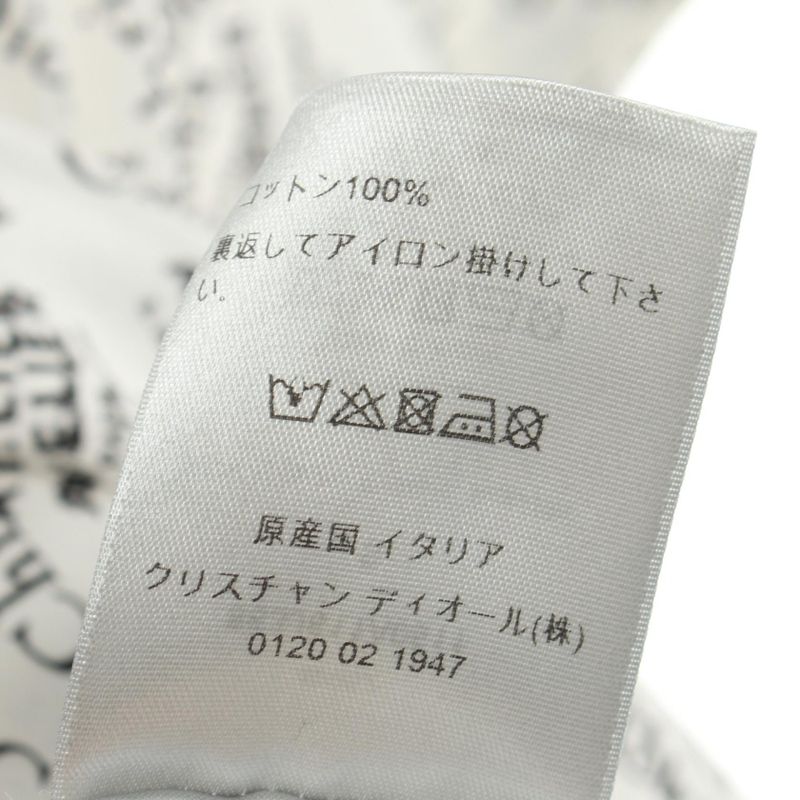 コットン100%
裏返してアイロン掛けして下さ
い。
原産国 イタリア
クリスチャン ディオール(株)
0120 02 1947